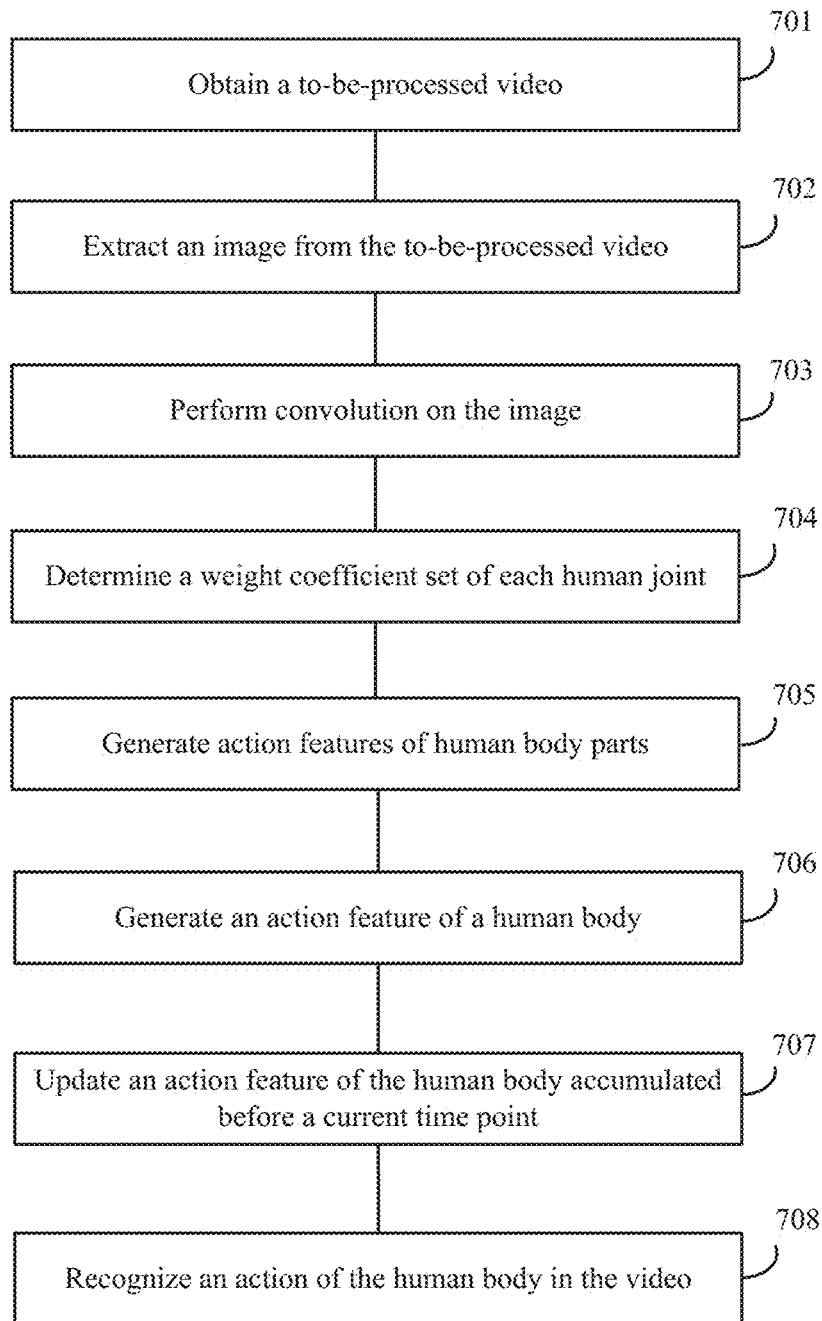 701
Obtain a to-be-processed video
702
Extract an image from the to-be-processed video
703
Perform convolution on the image
704
Determine a weight coefficient set of each human joint
705
Generate action features of human body parts
706
Generate an action feature of a human body
707
Update an action feature of the human body accumulated
before a current time point
708
Recognize an action of the human body in the video